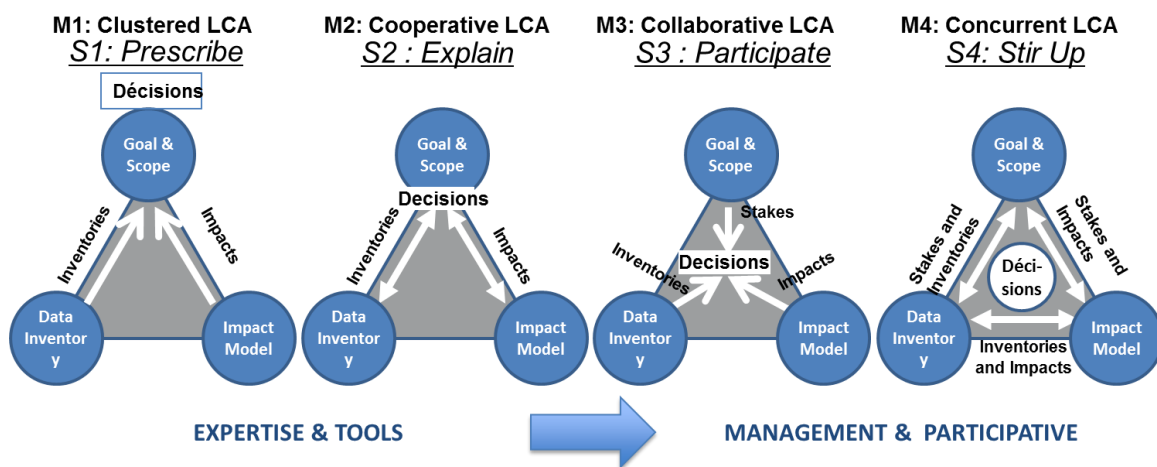 M1: Clustered LCA
S1: Prescribe
Décisions
Goal &
Scope
Inventories
Impacts
Data
Inventor
y
Impact
Model
M2: Cooperative LCA
S2 : Explain
Goal &
Scope
Decisions
Inventories
Impacts
Data
Inventor
y
Impact
Model
M3: Collaborative LCA
S3 : Participate
Goal &
Scope
Stakes
Decisions
Inventories
Impacts
Data
Inventor
y
Impact
Model
M4: Concurrent LCA
S4: Stir Up
Goal &
Scope
Stakes and
Inventories
Stakes and
Impacts
Déci-
sions
Data
Inventor
y
Impact
Model
Inventories
and Impacts
EXPERTISE & TOOLS
MANAGEMENT & PARTICIPATIVE